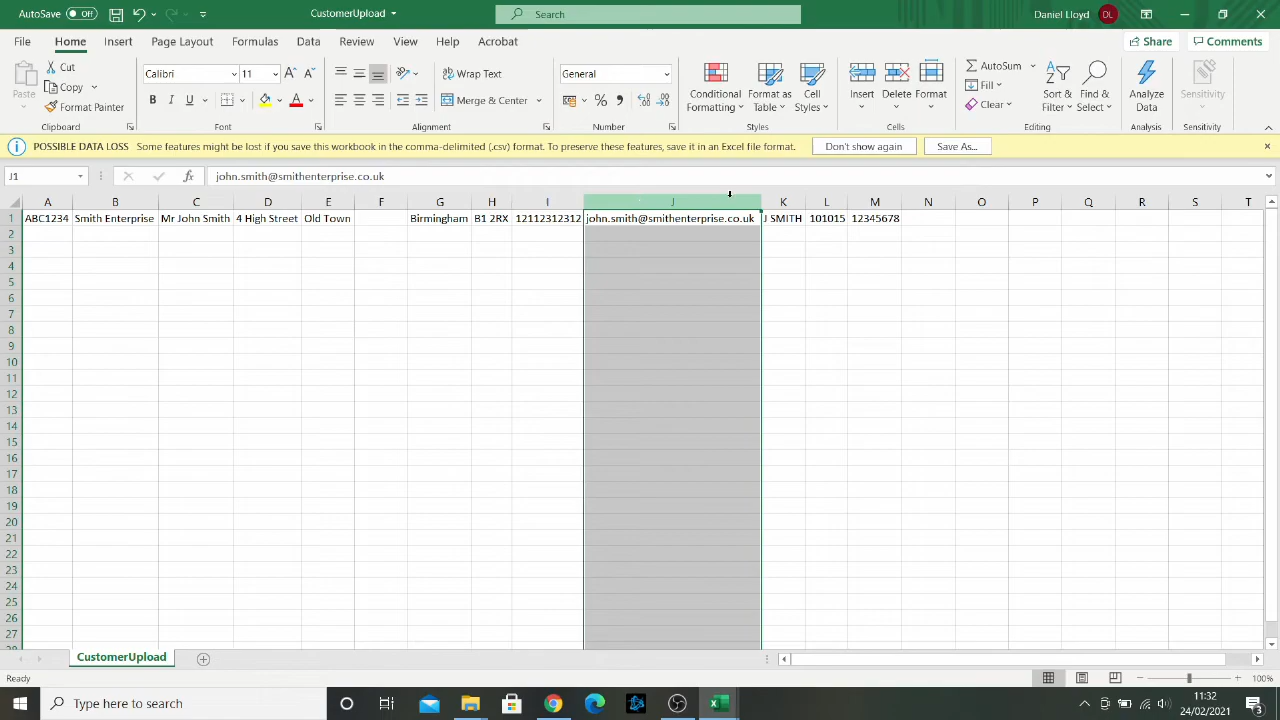 AutoSave Off CustomerUpload Search Daniel Lloyd DL
File Home Insert Page Layout Formulas Data Review View Help Acrobat Share Comments
Paste Cut Copy Format Painter
Calibri 11 B I U A
Wrap Text Merge & Center
General % ,
Conditional Formatting Format as Table Cell Styles
Insert Delete Format
AutoSum Fill Clear Sort & Filter Find & Select
Analyze Data Sensitivity
Clipboard Font Alignment Number Styles Cells Editing Analysis Sensitivity
POSSIBLE DATA LOSS Some features might be lost if you save this workbook in the comma-delimited (.csv) format. To preserve these features, save it in an Excel file format. Don't show again Save As...
J1 fx john.smith@smithenterprise.co.uk
A B C D E F G H I J K L M N O P Q R S T
1 ABC1234 Smith Enterprise Mr John Smith 4 High Street Old Town Birmingham B1 2RX 12112312312 john.smith@smithenterprise.co.uk J SMITH 101015 12345678
2
3
4
5
6
7
8
9
10
11
12
13
14
15
16
17
18
19
20
21
22
23
24
25
26
27
CustomerUpload
Ready 100%
Type here to search 11:32
24/02/2021 3